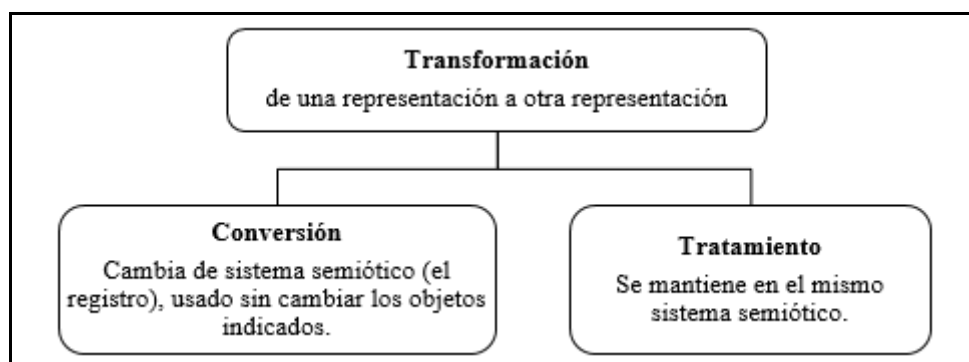 Transformación
de una representación a otra representación
Conversión
Cambia de sistema semiótico (el
registro), usado sin cambiar los objetos
indicados.
Tratamiento
Se mantiene en el mismo
sistema semiótico.